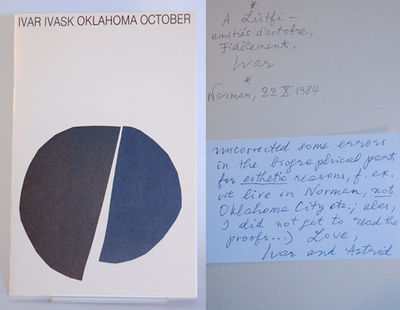 IVAR IVASK OKLAHOMA OCTOBER
*
A Lütfi –
amitiés d'octobre,
Fidèlement,
Ivar
*
Norman, 22 X 1984
uncorrected some errors
in the biographical part
for esthetic reasons, f. ex.
we live in Norman, not
Oklahoma City etc.; alas,
I did not get to read the
proofs...) Love,
Ivar and Astrid